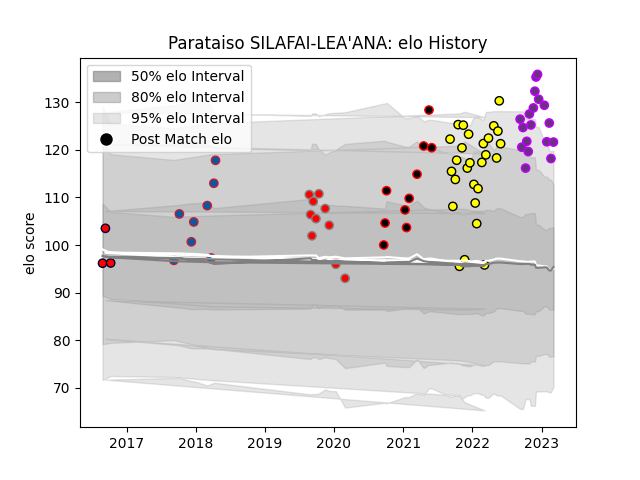 Parataiso SILAFAI-LEA'ANA: elo History
50% elo Interval
80% elo Interval
95% elo Interval
Post Match elo
elo score
130
120
110
100
90
80
70
2017 2018 2019 2020 2021 2022 2023